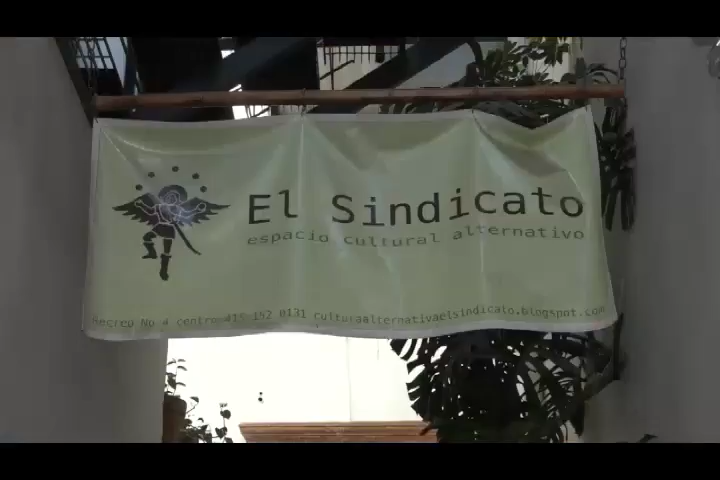 El Sindicato
espacio cultural alternativo
Recreo No 4 centro 415 152 0131 culturaalternativaelsindicato.blogspot.com